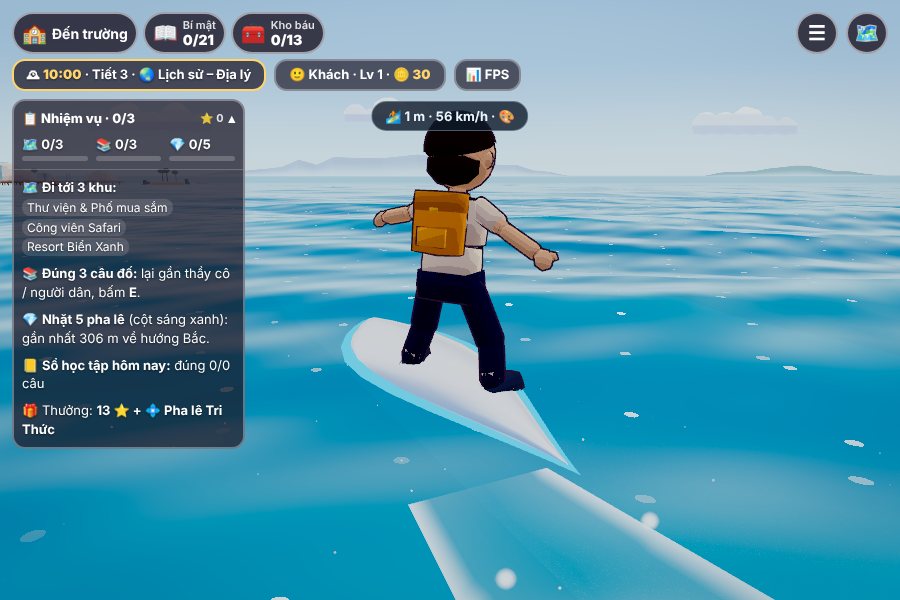 Đến trường
Bí mật
0/21
Kho báu
0/13
10:00 · Tiết 3 · Lịch sử – Địa lý
Khách · Lv 1 · 30
FPS
1 m · 56 km/h ·
Nhiệm vụ · 0/3
0 ▲
0/3
0/3
0/5
Đi tới 3 khu:
Thư viện & Phố mua sắm
Công viên Safari
Resort Biển Xanh
Đúng 3 câu đố: lại gần thầy cô
/ người dân, bấm E.
Nhặt 5 pha lê (cột sáng xanh):
gần nhất 306 m về hướng Bắc.
Sổ học tập hôm nay: đúng 0/0
câu
Thưởng: 13 ⭐ + 💠 Pha lê Tri
Thức